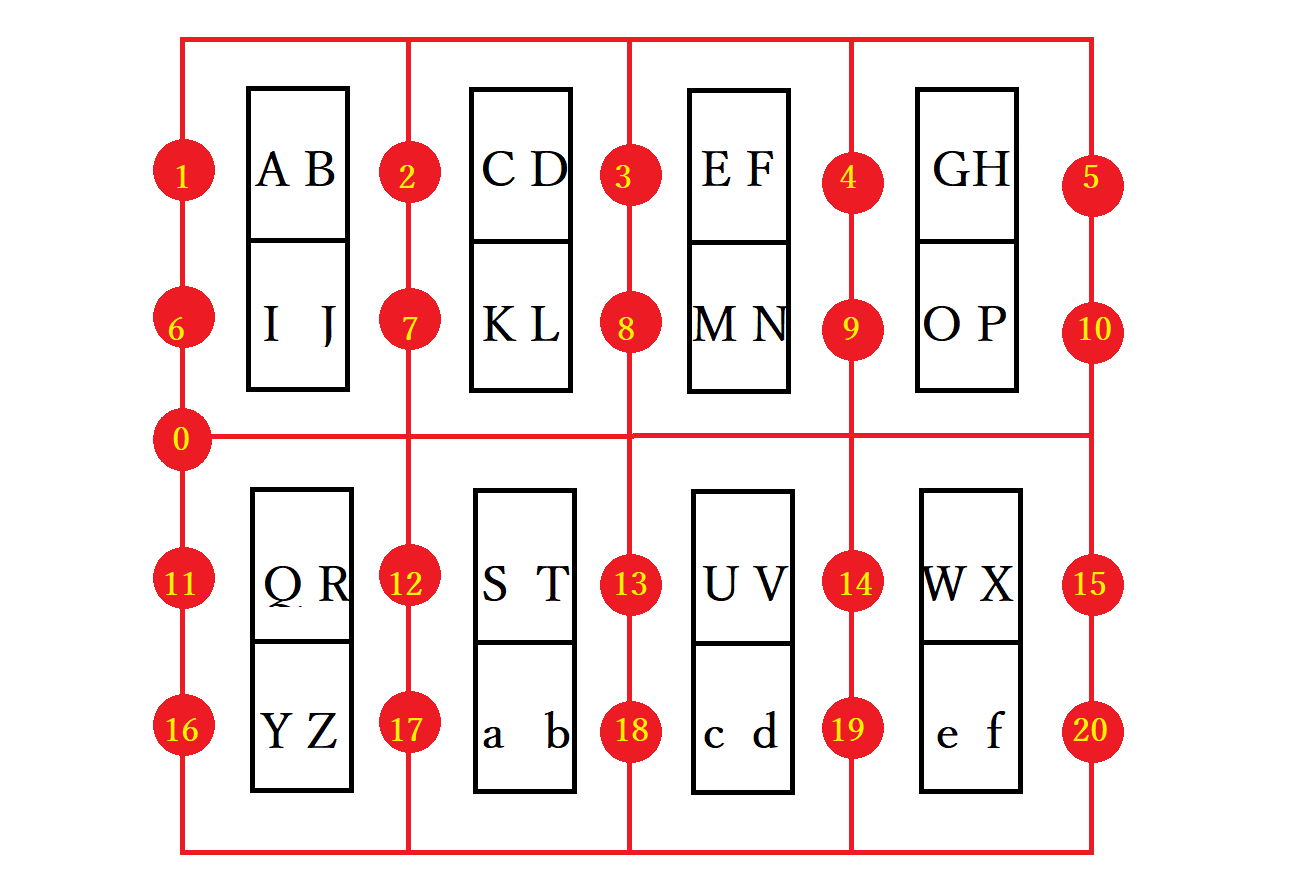 1 A B 2 C D 3 E F 4 GH 5
6 I J 7 K L 8 M N 9 O P 10
0
11 Q R 12 S T 13 U V 14 W X 15
16 Y Z 17 a b 18 c d 19 e f 20